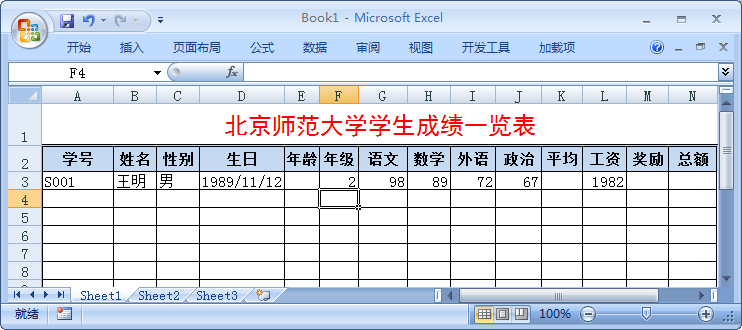 Book1 - Microsoft Excel
开始 插入 页面布局 公式 数据 审阅 视图 开发工具 加载项
F4 fx
A B C D E F G H I J K L M N
1 北京师范大学学生成绩一览表
2 学号 姓名 性别 生日 年龄 年级 语文 数学 外语 政治 平均 工资 奖励 总额
3 S001 王明 男 1989/11/12 2 98 89 72 67 1982
4
5
6
7
8
Sheet1 Sheet2 Sheet3
就绪 100%